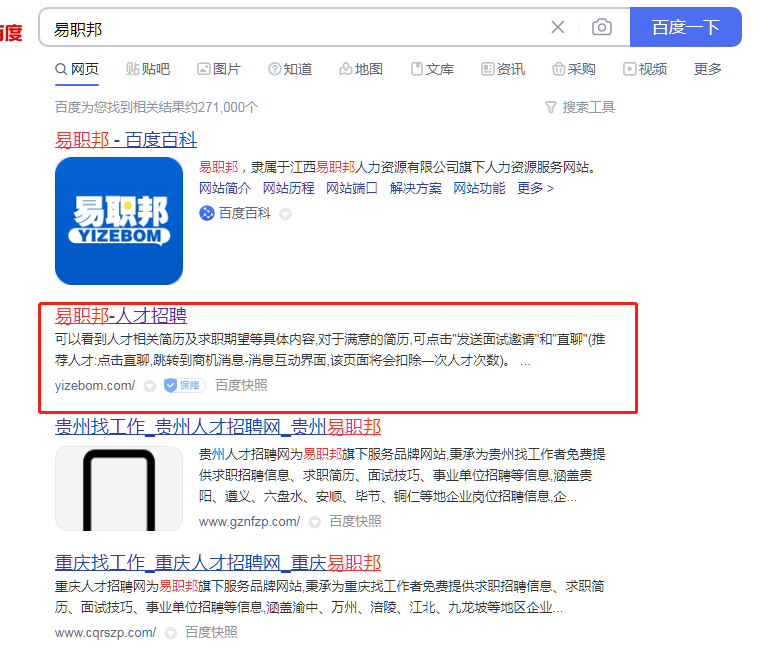 百度
易职邦
百度一下
网页 贴吧 图片 知道 地图 文库 资讯 采购 视频 更多
百度为您找到相关结果约271,000个
搜索工具
易职邦 - 百度百科
易职邦
YIZEBOM
易职邦，隶属于江西易职邦人力资源有限公司旗下人力资源服务网站。
网站简介 网站历程 网站端口 解决方案 网站功能 更多 >
百度百科
易职邦-人才招聘
可以看到人才相关简历及求职期望等具体内容,对于满意的简历,可点击"发送面试邀请"和"直聊"(推
荐人才:点击直聊,跳转到商机消息-消息互动界面,该页面将会扣除一次人才次数)。 ...
yizebom.com/ 保障 百度快照
贵州找工作_贵州人才招聘网_贵州易职邦
贵州人才招聘网为易职邦旗下服务品牌网站,秉承为贵州找工作者免费提
供求职招聘信息、求职简历、面试技巧、事业单位招聘等信息,涵盖贵
阳、遵义、六盘水、安顺、毕节、铜仁等地企业岗位招聘信息,企...
www.gznfzp.com/ 百度快照
重庆找工作_重庆人才招聘网_重庆易职邦
重庆人才招聘网为易职邦旗下服务品牌网站,秉承为重庆找工作者免费提供求职招聘信息、求职简
历、面试技巧、事业单位招聘等信息,涵盖渝中、万州、涪陵、江北、九龙坡等地区企业...
www.cqrszp.com/ 百度快照